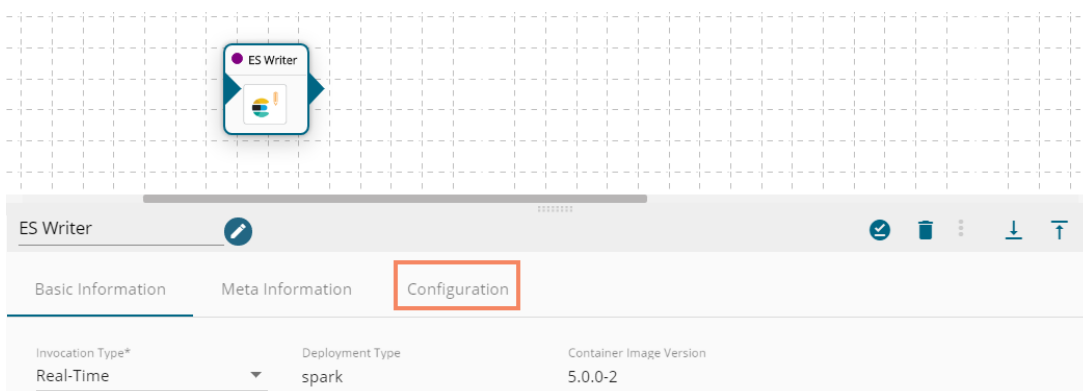 ES Writer
ES Writer
Basic Information Meta Information Configuration
Invocation Type* Deployment Type Container Image Version
Real-Time spark 5.0.0-2